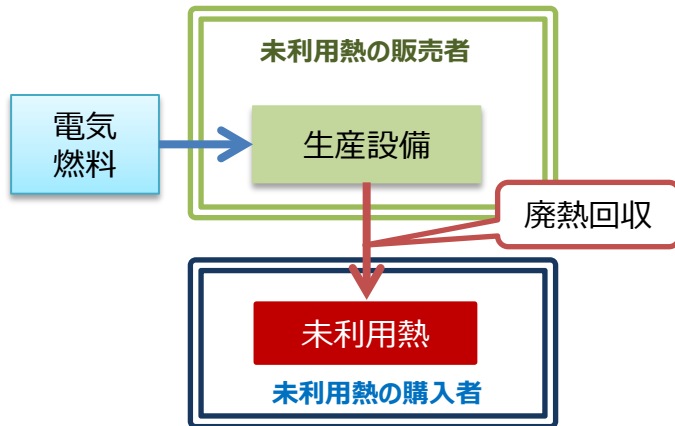 未利用熱の販売者
電気
燃料
生産設備
廃熱回収
未利用熱
未利用熱の購入者